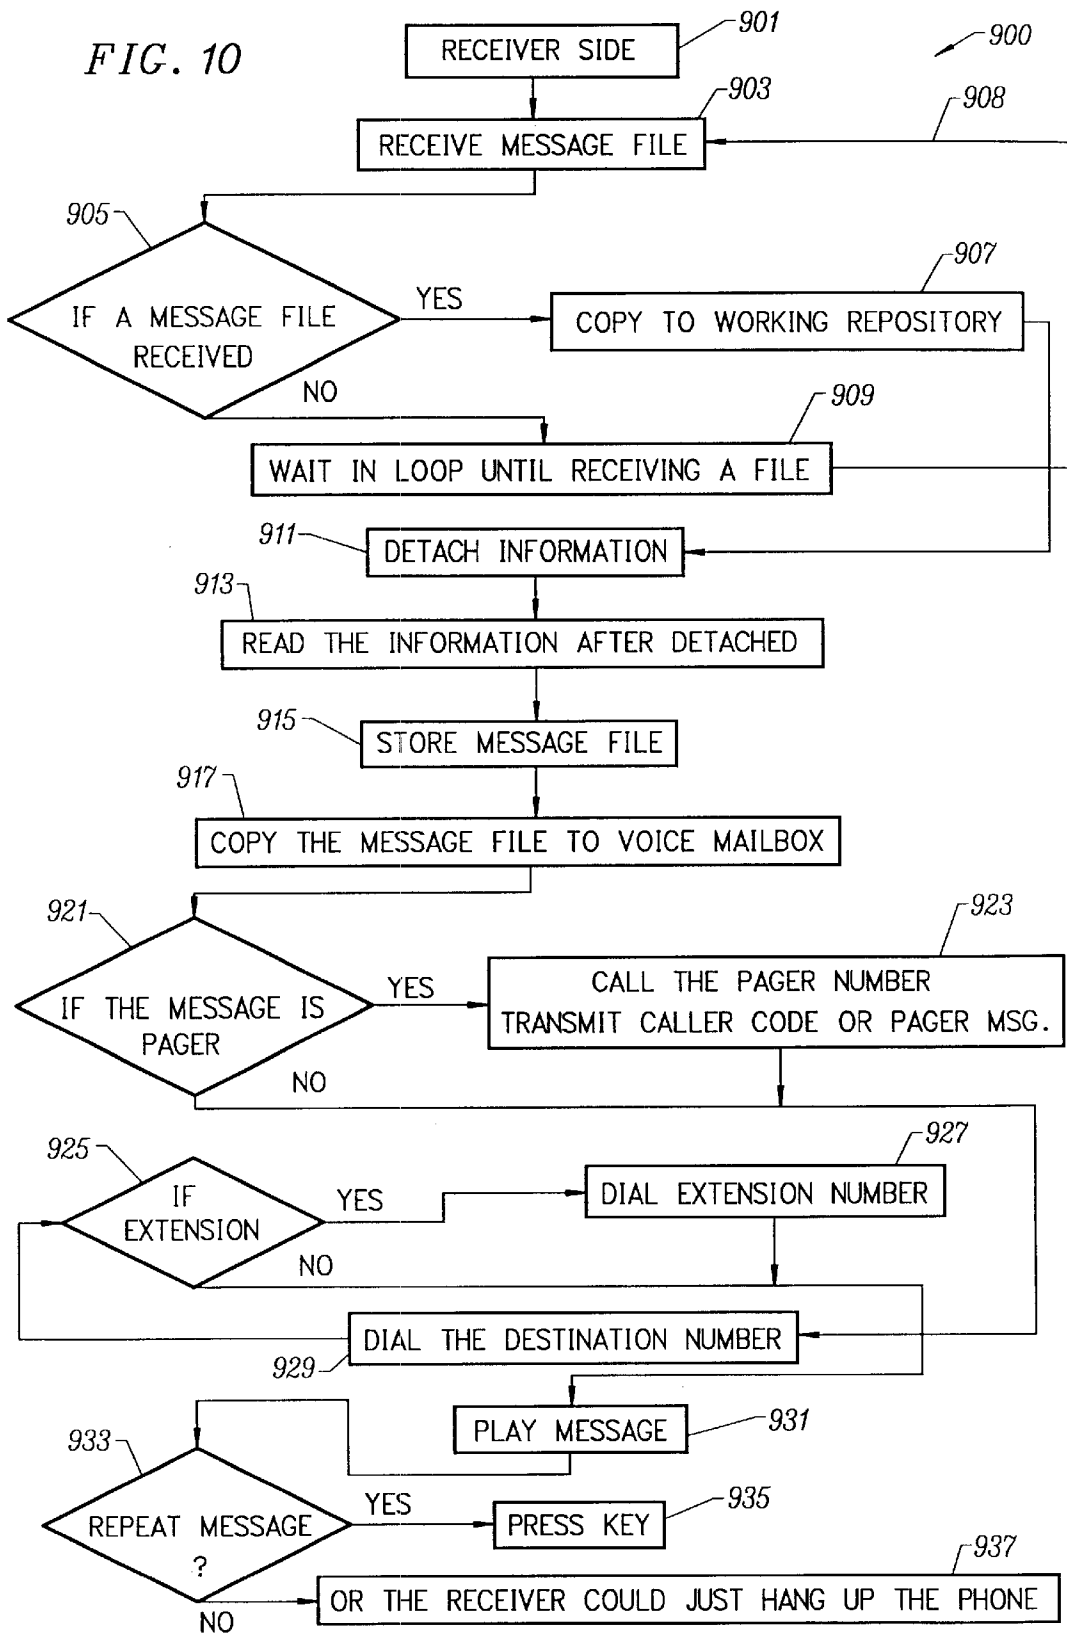 FIG. 10
RECEIVER SIDE
901
900
903
908
RECEIVE MESSAGE FILE
905
907
IF A MESSAGE FILE
RECEIVED
YES
COPY TO WORKING REPOSITORY
NO
909
WAIT IN LOOP UNTIL RECEIVING A FILE
911
DETACH INFORMATION
913
READ THE INFORMATION AFTER DETACHED
915
STORE MESSAGE FILE
917
COPY THE MESSAGE FILE TO VOICE MAILBOX
921
923
IF THE MESSAGE IS
PAGER
YES
CALL THE PAGER NUMBER
TRANSMIT CALLER CODE OR PAGER MSG.
NO
925
927
IF
EXTENSION
YES
DIAL EXTENSION NUMBER
NO
DIAL THE DESTINATION NUMBER
929
PLAY MESSAGE
931
933
REPEAT MESSAGE
?
YES
PRESS KEY
935
937
NO
OR THE RECEIVER COULD JUST HANG UP THE PHONE